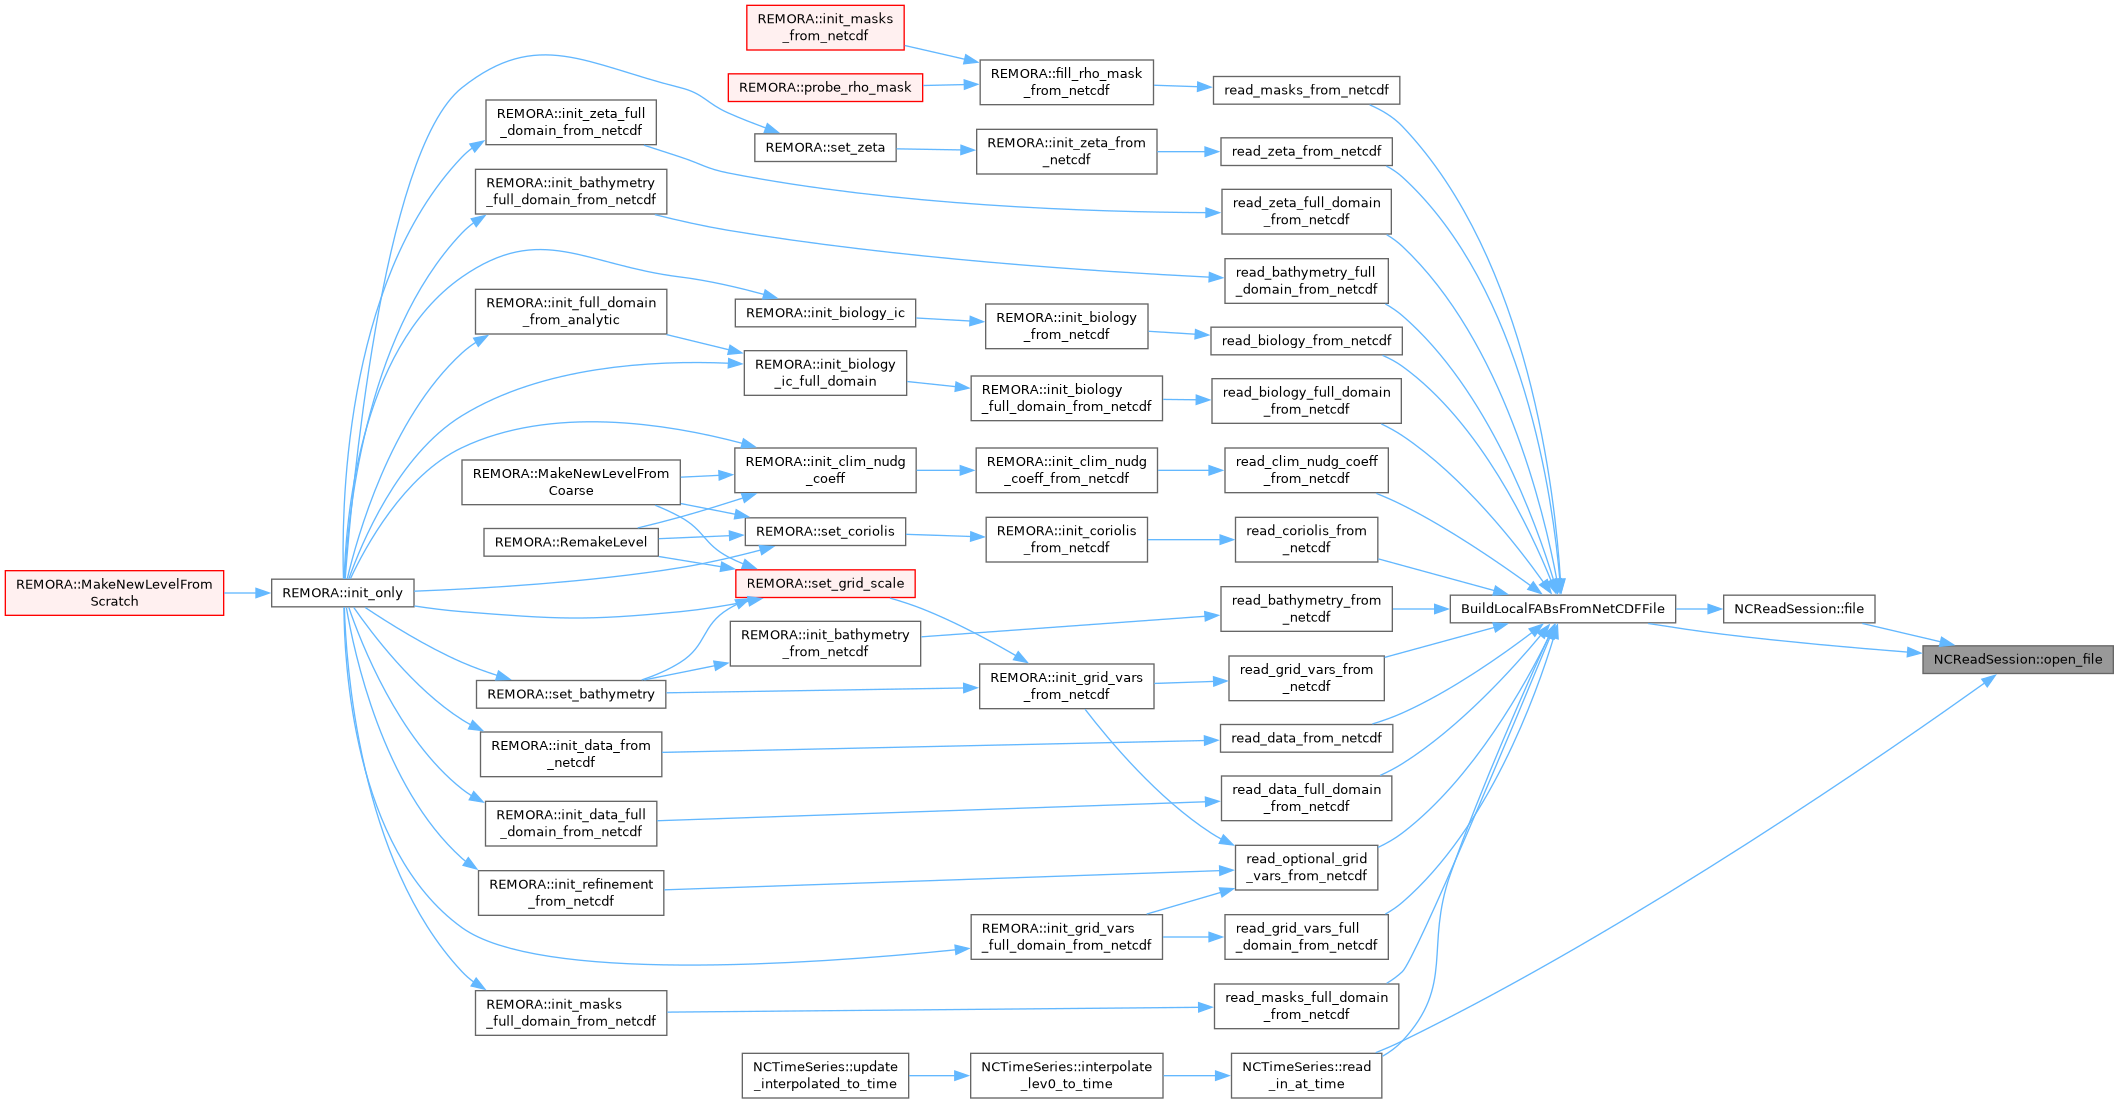 REMORA::init_masks
_from_netcdf
REMORA::probe_rho_mask
REMORA::fill_rho_mask
_from_netcdf
read_masks_from_netcdf
REMORA::init_zeta_full
_domain_from_netcdf
REMORA::set_zeta
REMORA::init_zeta_from
_netcdf
read_zeta_from_netcdf
REMORA::init_bathymetry
_full_domain_from_netcdf
read_zeta_full_domain
_from_netcdf
read_bathymetry_full
_domain_from_netcdf
REMORA::init_full_domain
_from_analytic
REMORA::init_biology_ic
REMORA::init_biology
_from_netcdf
read_biology_from_netcdf
REMORA::init_biology
_ic_full_domain
REMORA::init_biology
_full_domain_from_netcdf
read_biology_full_domain
_from_netcdf
REMORA::MakeNewLevelFrom
Coarse
REMORA::init_clim_nudg
_coeff
REMORA::init_clim_nudg
_coeff_from_netcdf
read_clim_nudg_coeff
_from_netcdf
REMORA::RemakeLevel
REMORA::set_coriolis
REMORA::init_coriolis
_from_netcdf
read_coriolis_from
_netcdf
REMORA::MakeNewLevelFrom
Scratch
REMORA::init_only
REMORA::set_grid_scale
read_bathymetry_from
_netcdf
BuildLocalFABsFromNetCDFFile
NCReadSession::file
NCReadSession::open_file
REMORA::init_bathymetry
_from_netcdf
REMORA::set_bathymetry
REMORA::init_grid_vars
_from_netcdf
read_grid_vars_from
_netcdf
REMORA::init_data_from
_netcdf
read_data_from_netcdf
REMORA::init_data_full
_domain_from_netcdf
read_data_full_domain
_from_netcdf
REMORA::init_refinement
_from_netcdf
read_optional_grid
_vars_from_netcdf
REMORA::init_grid_vars
_full_domain_from_netcdf
read_grid_vars_full
_domain_from_netcdf
REMORA::init_masks
_full_domain_from_netcdf
read_masks_full_domain
_from_netcdf
NCTimeSeries::update
_interpolated_to_time
NCTimeSeries::interpolate
_lev0_to_time
NCTimeSeries::read
_in_at_time